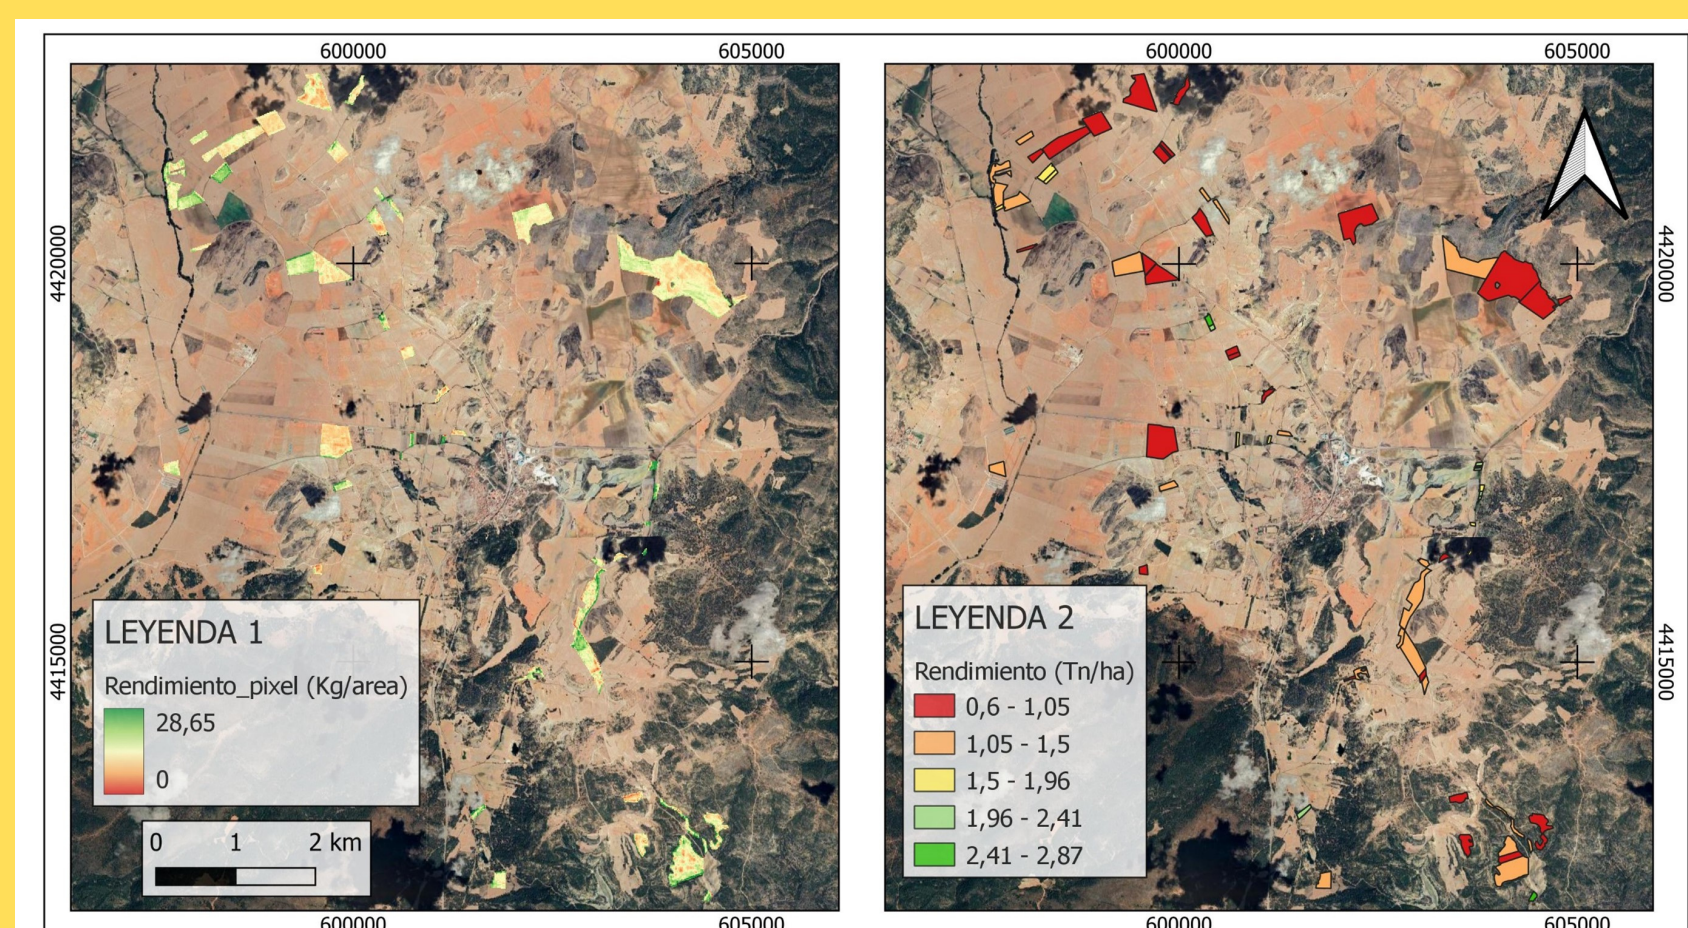 600000 605000 600000 605000
4420000
4420000
4415000
4415000
LEYENDA 1
Rendimiento_pixel (Kg/area)
28,65
0
0 1 2 km
LEYENDA 2
Rendimiento (Tn/ha)
0,6 - 1,05
1,05 - 1,5
1,5 - 1,96
1,96 - 2,41
2,41 - 2,87
600000 605000 600000 605000